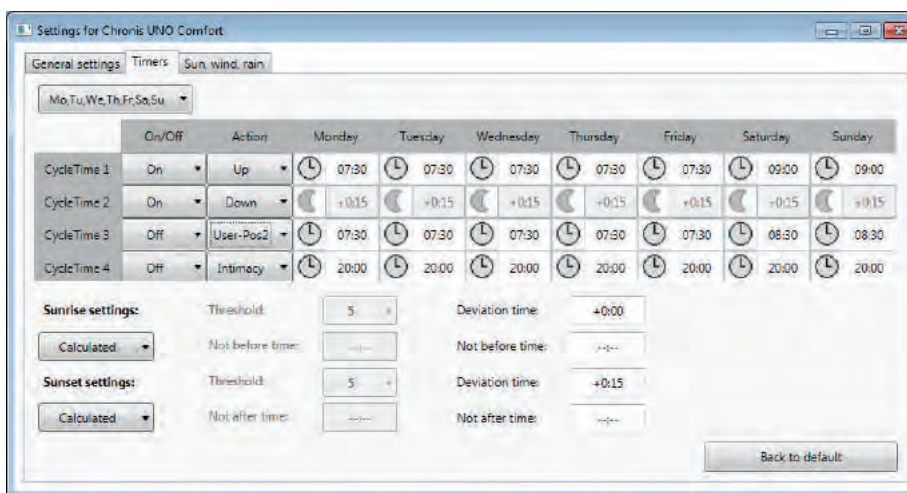 Settings for Chronis UNO Comfort
General settings Timers Sun, wind, rain
Mo,Tu,We,Th,Fr,Sa,Su
On/Off Action Monday Tuesday Wednesday Thursday Friday Saturday Sunday
CycleTime 1 On Up 07:30 07:30 07:30 07:30 07:30 09:00 09:00
CycleTime 2 On Down +0:15 +0:15 +0:15 +0:15 +0:15 +0:15 +0:15
CycleTime 3 Off User-Pos2 07:30 07:30 07:30 07:30 07:30 08:30 08:30
CycleTime 4 Off Intimacy 20:00 20:00 20:00 20:00 20:00 20:00 20:00
Sunrise settings: Threshold: 5 Deviation time: +0:00
Calculated Not before time: --:-- Not before time: --:--
Sunset settings: Threshold: 5 Deviation time: +0:15
Calculated Not after time: --:-- Not after time: --:--
Back to default